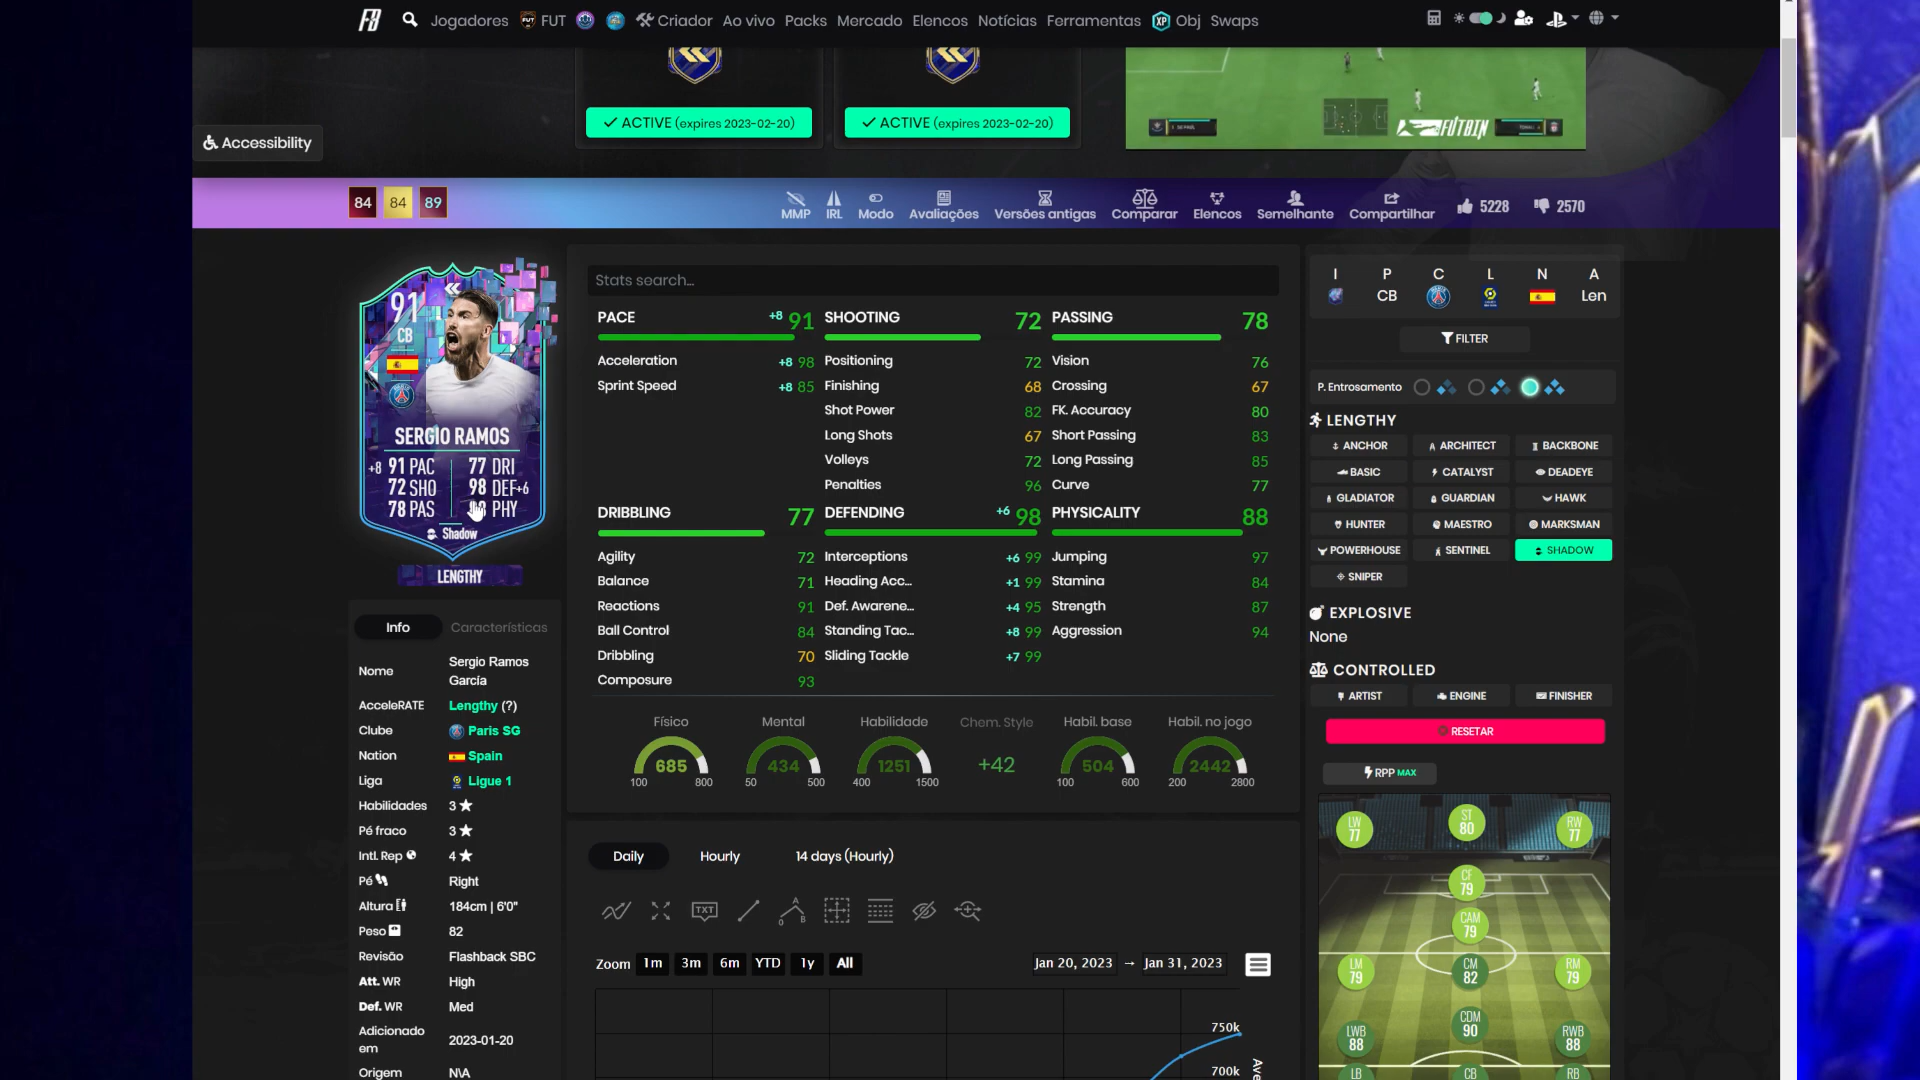 Jogadores FUT Criador Ao vivo Packs Mercado Elencos Notícias Ferramentas XP Obj Swaps
ACTIVE (expires 2023-02-20)
ACTIVE (expires 2023-02-20)
FUTBIN
Accessibility
84 84 89
MMP IRL Modo Avaliações Versões antigas Comparar Elencos Semelhante Compartilhar 5228 2570
91
CB
SERGIO RAMOS
+8 91 PAC 77 DRI
72 SHO 98 DEF+6
78 PAS PHY
Shadow
LENGTHY
Info Características
Nome Sergio Ramos García
AcceleRATE Lengthy (?)
Clube Paris SG
Nation Spain
Liga Ligue 1
Habilidades 3
Pé fraco 3
Intl. Rep 4
Pé Right
Altura 184cm | 6'0"
Peso 82
Revisão Flashback SBC
Att. WR High
Def. WR Med
Adicionado em 2023-01-20
Origem N\A
Stats search...
PACE +8 91
Acceleration +8 98
Sprint Speed +8 85
SHOOTING 72
Positioning 72
Finishing 68
Shot Power 82
Long Shots 67
Volleys 72
Penalties 96
PASSING 78
Vision 76
Crossing 67
FK. Accuracy 80
Short Passing 83
Long Passing 85
Curve 77
DRIBBLING 77
Agility 72
Balance 71
Reactions 91
Ball Control 84
Dribbling 70
Composure 93
DEFENDING +6 98
Interceptions +6 99
Heading Acc... +1 99
Def. Awarene... +4 95
Standing Tac... +8 99
Sliding Tackle +7 99
PHYSICALITY 88
Jumping 97
Stamina 84
Strength 87
Aggression 94
Físico Mental Habilidade Chem. Style Habil. base Habil. no jogo
685 434 1251 +42 504 2442
100 800 50 500 400 1500 100 600 200 2800
Daily Hourly 14 days (Hourly)
TXT
Zoom 1m 3m 6m YTD 1y All Jan 20, 2023 → Jan 31, 2023
750k
700k
Ave
I P C L N A
CB Len
FILTER
P. Entrosamento
LENGTHY
ANCHOR ARCHITECT BACKBONE
BASIC CATALYST DEADEYE
GLADIATOR GUARDIAN HAWK
HUNTER MAESTRO MARKSMAN
POWERHOUSE SENTINEL SHADOW
SNIPER
EXPLOSIVE
None
CONTROLLED
ARTIST ENGINE FINISHER
RESETAR
RPP MAX
LW 77 ST 80 RW 77
CF 79
CAM 79
LM 79 CM 82 RM 79
CDM 90
LWB 88 RWB 88
LB CB RB